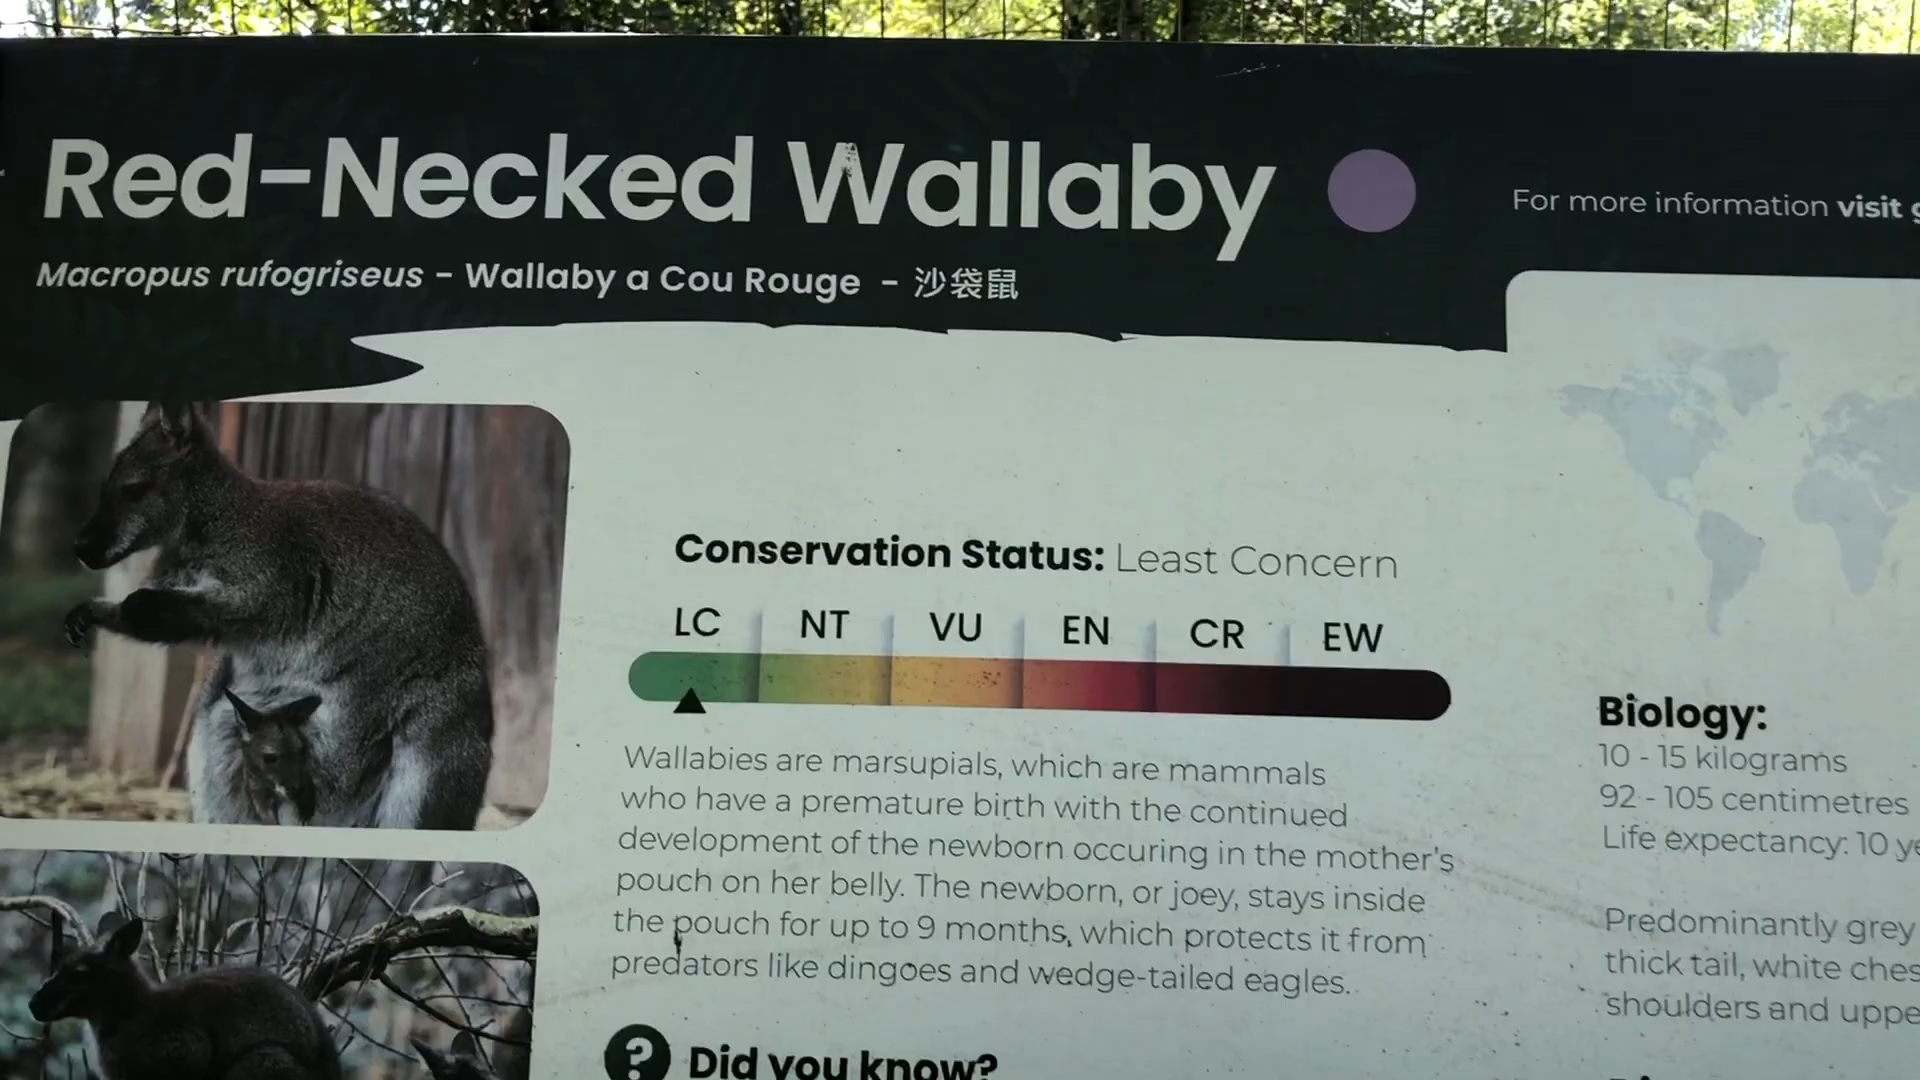 Red-Necked Wallaby
For more information visit
Macropus rufogriseus - Wallaby a Cou Rouge - 沙袋鼠
Conservation Status: Least Concern
LC NT VU EN CR EW
Wallabies are marsupials, which are mammals
who have a premature birth with the continued
development of the newborn occuring in the mother's
pouch on her belly. The newborn, or joey, stays inside
the pouch for up to 9 months, which protects it from
predators like dingoes and wedge-tailed eagles.
Did you know?
Biology:
10 - 15 kilograms
92 - 105 centimetres
Life expectancy: 10
Predominantly grey
thick tail, white
shoulders and